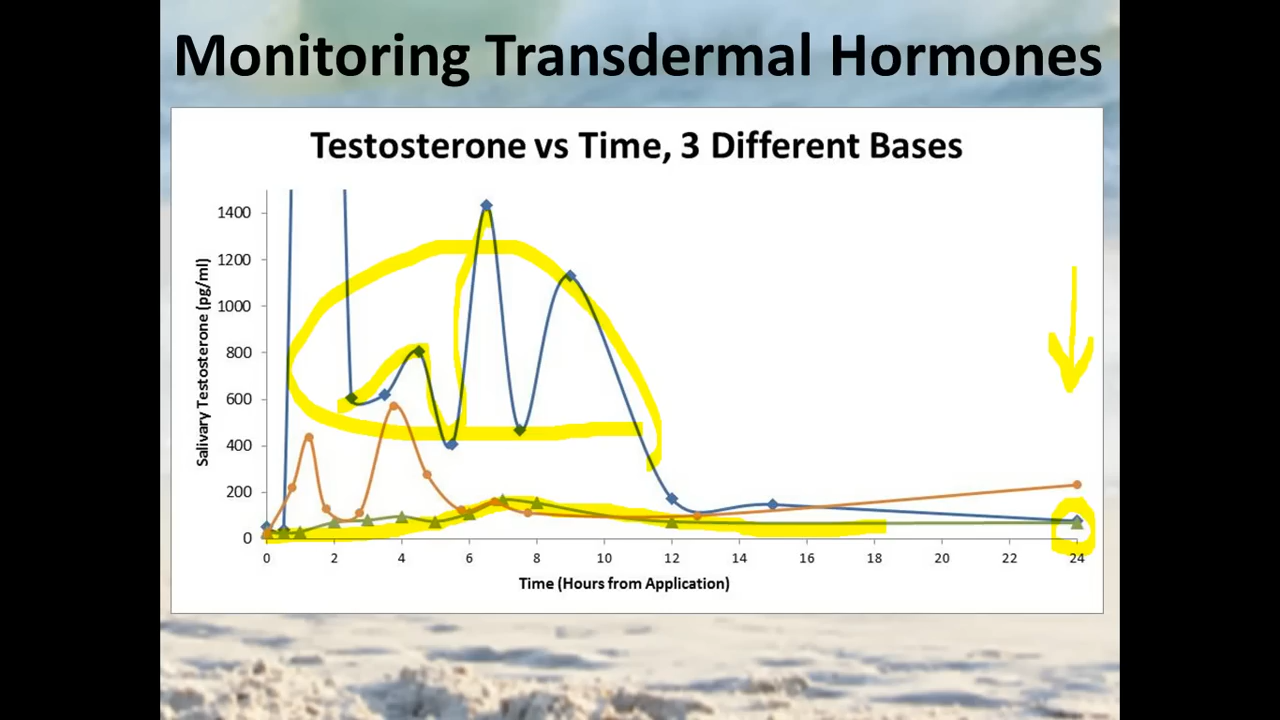 Monitoring Transdermal Hormones
Testosterone vs Time, 3 Different Bases
Salivary Testosterone (pg/ml)
1400
1200
1000
800
600
400
200
0
0 2 4 6 8 10 12 14 16 18 20 22 24
Time (Hours from Application)